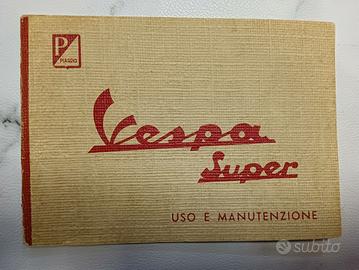 P
PIAGGIO
Vespa
Super
USO E MANUTENZIONE
subito